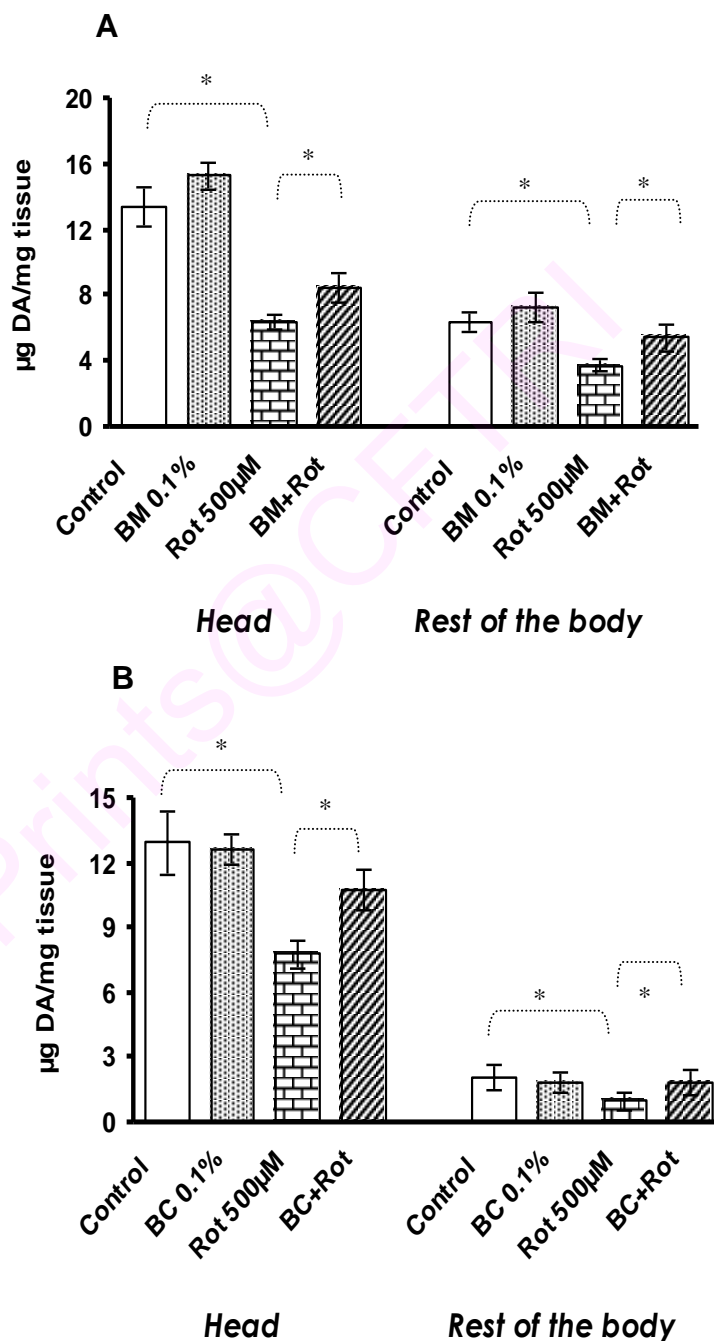 A
µg DA/mg tissue
20
16
12
8
4
0
*
*
*
*
Control
BM 0.1%
Rot 500µM
BM+Rot
Control
BM 0.1%
Rot 500µM
BM+Rot
Head
Rest of the body
B
µg DA/mg tissue
15
12
9
6
3
0
*
*
*
*
Control
BC 0.1%
Rot 500µM
BC+Rot
Control
BC 0.1%
Rot 500µM
BC+Rot
Head
Rest of the body
Prints@CFTRI